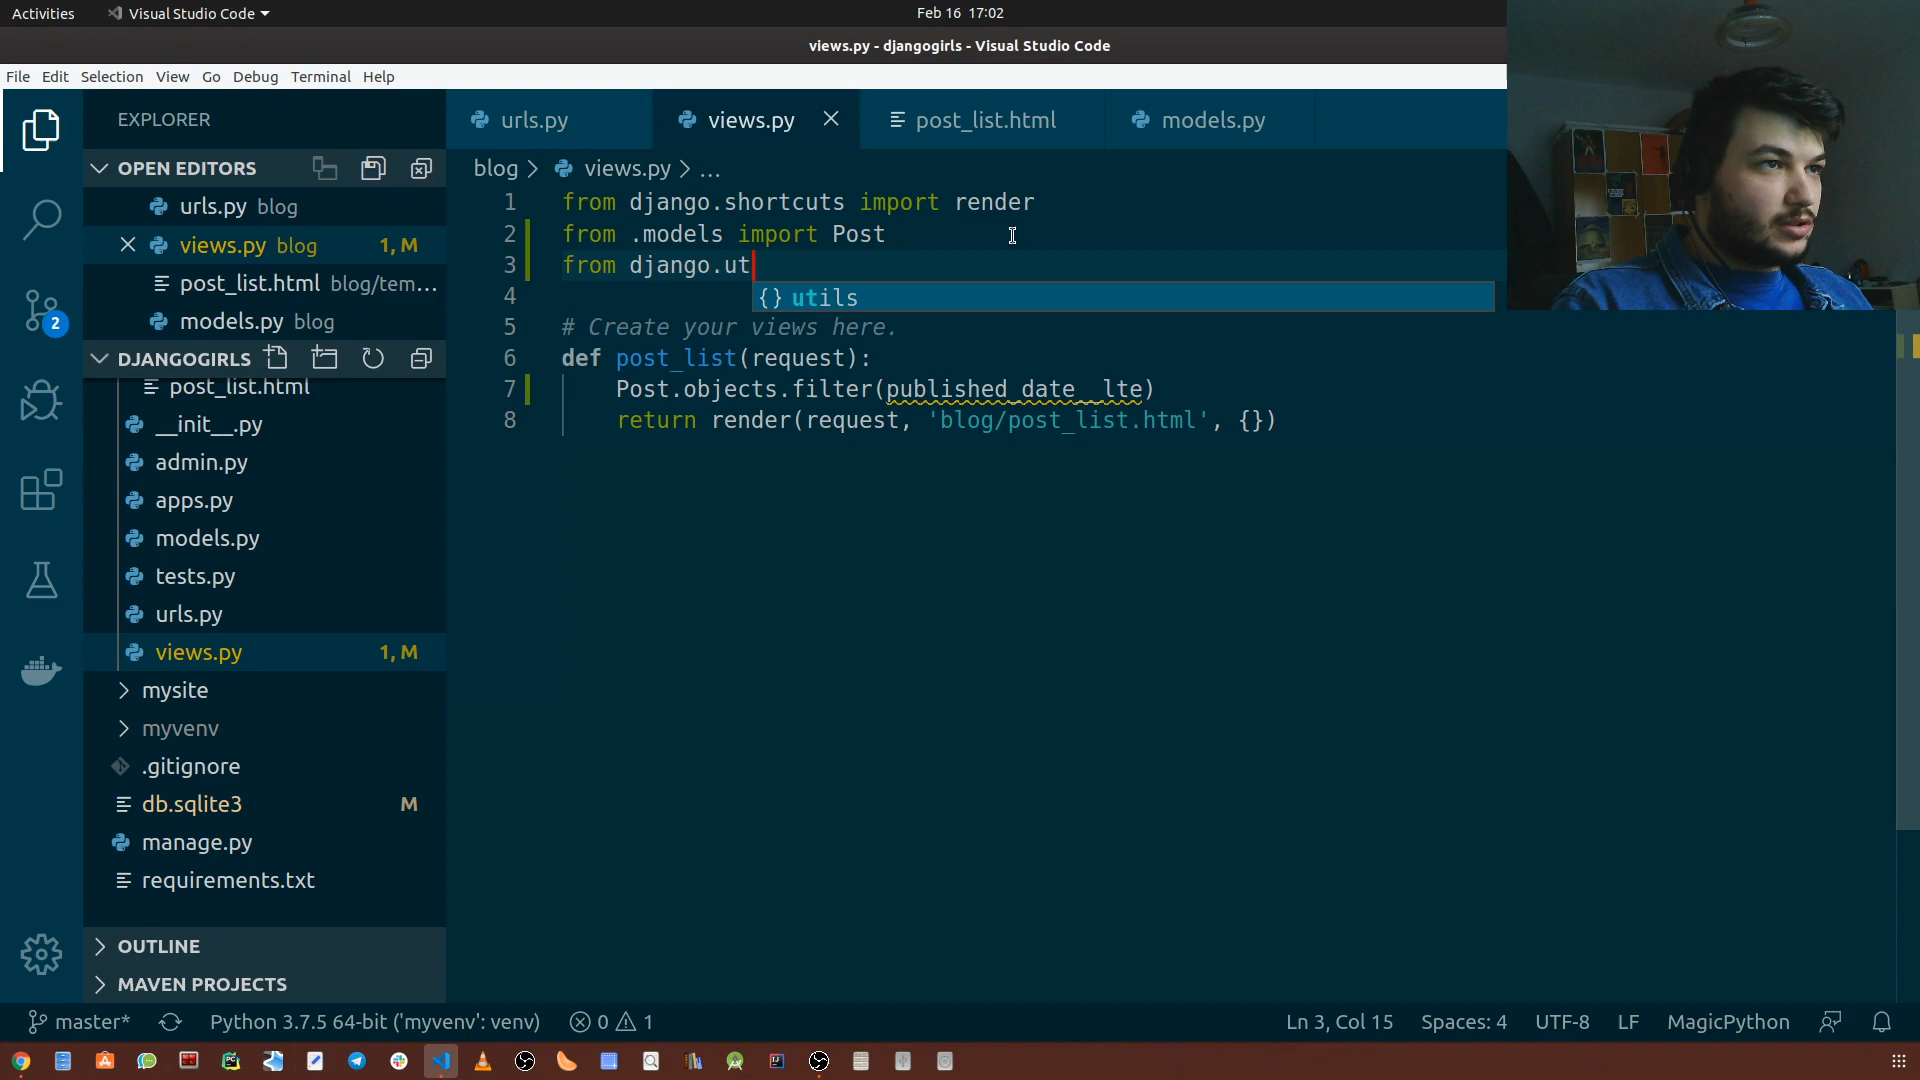 Activities
Visual Studio Code
Feb 16 17:02
views.py - djangogirls - Visual Studio Code
File Edit Selection View Go Debug Terminal Help
EXPLORER
OPEN EDITORS
urls.py blog
views.py blog 1, M
post_list.html blog/tem...
models.py blog
DJANGOGIRLS
post_list.html
__init__.py
admin.py
apps.py
models.py
tests.py
urls.py
views.py 1, M
mysite
myvenv
.gitignore
db.sqlite3 M
manage.py
requirements.txt
OUTLINE
MAVEN PROJECTS
2
urls.py
views.py
post_list.html
models.py
blog > views.py > ...
1 from django.shortcuts import render
2 from .models import Post
3 from django.ut
{} utils
4
5 # Create your views here.
6 def post_list(request):
7 Post.objects.filter(published_date__lte)
8 return render(request, 'blog/post_list.html', {})
master*
Python 3.7.5 64-bit ('myvenv': venv)
0 1
Ln 3, Col 15
Spaces: 4
UTF-8
LF
MagicPython